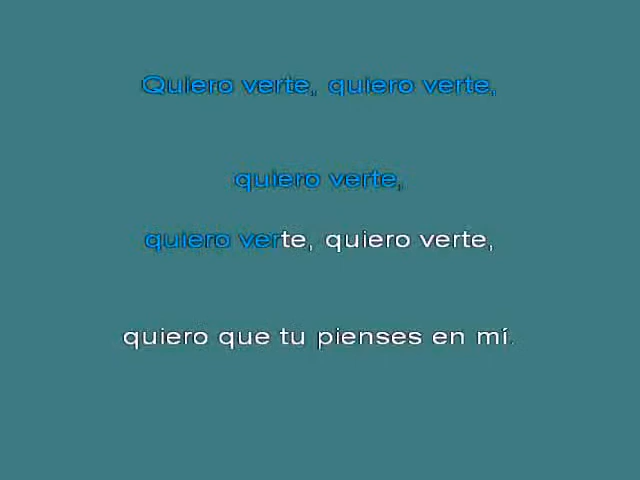 Quiero verte, quiero verte,
quiero verte,
quiero verte, quiero verte,
quiero que tu pienses en mí.